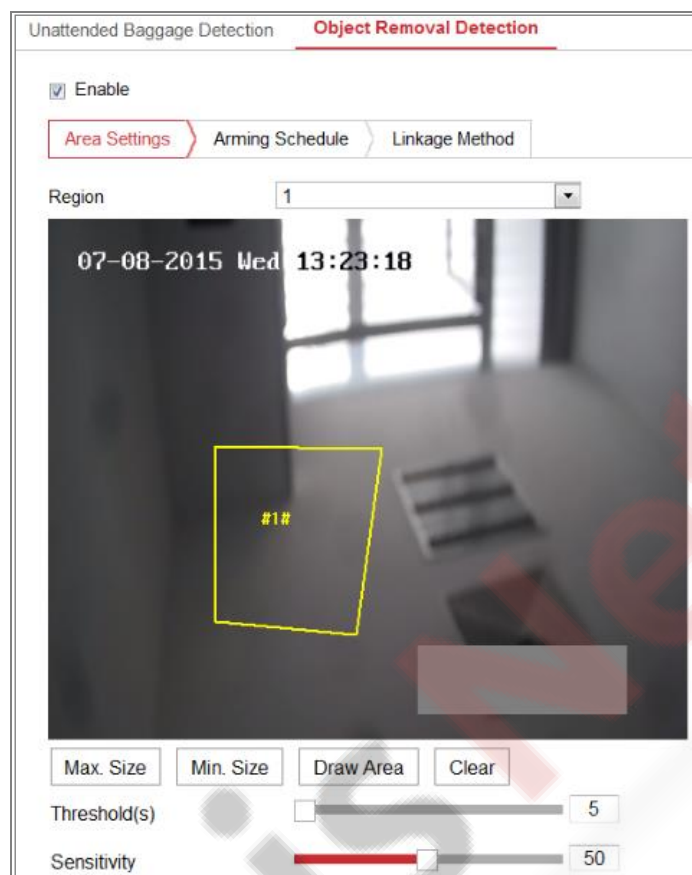 Unattended Baggage Detection Object Removal Detection
Enable
Area Settings Arming Schedule Linkage Method
Region 1
07-08-2015 Wed 13:23:18
#1#
Max. Size Min. Size Draw Area Clear
Threshold(s) 5
Sensitivity 50